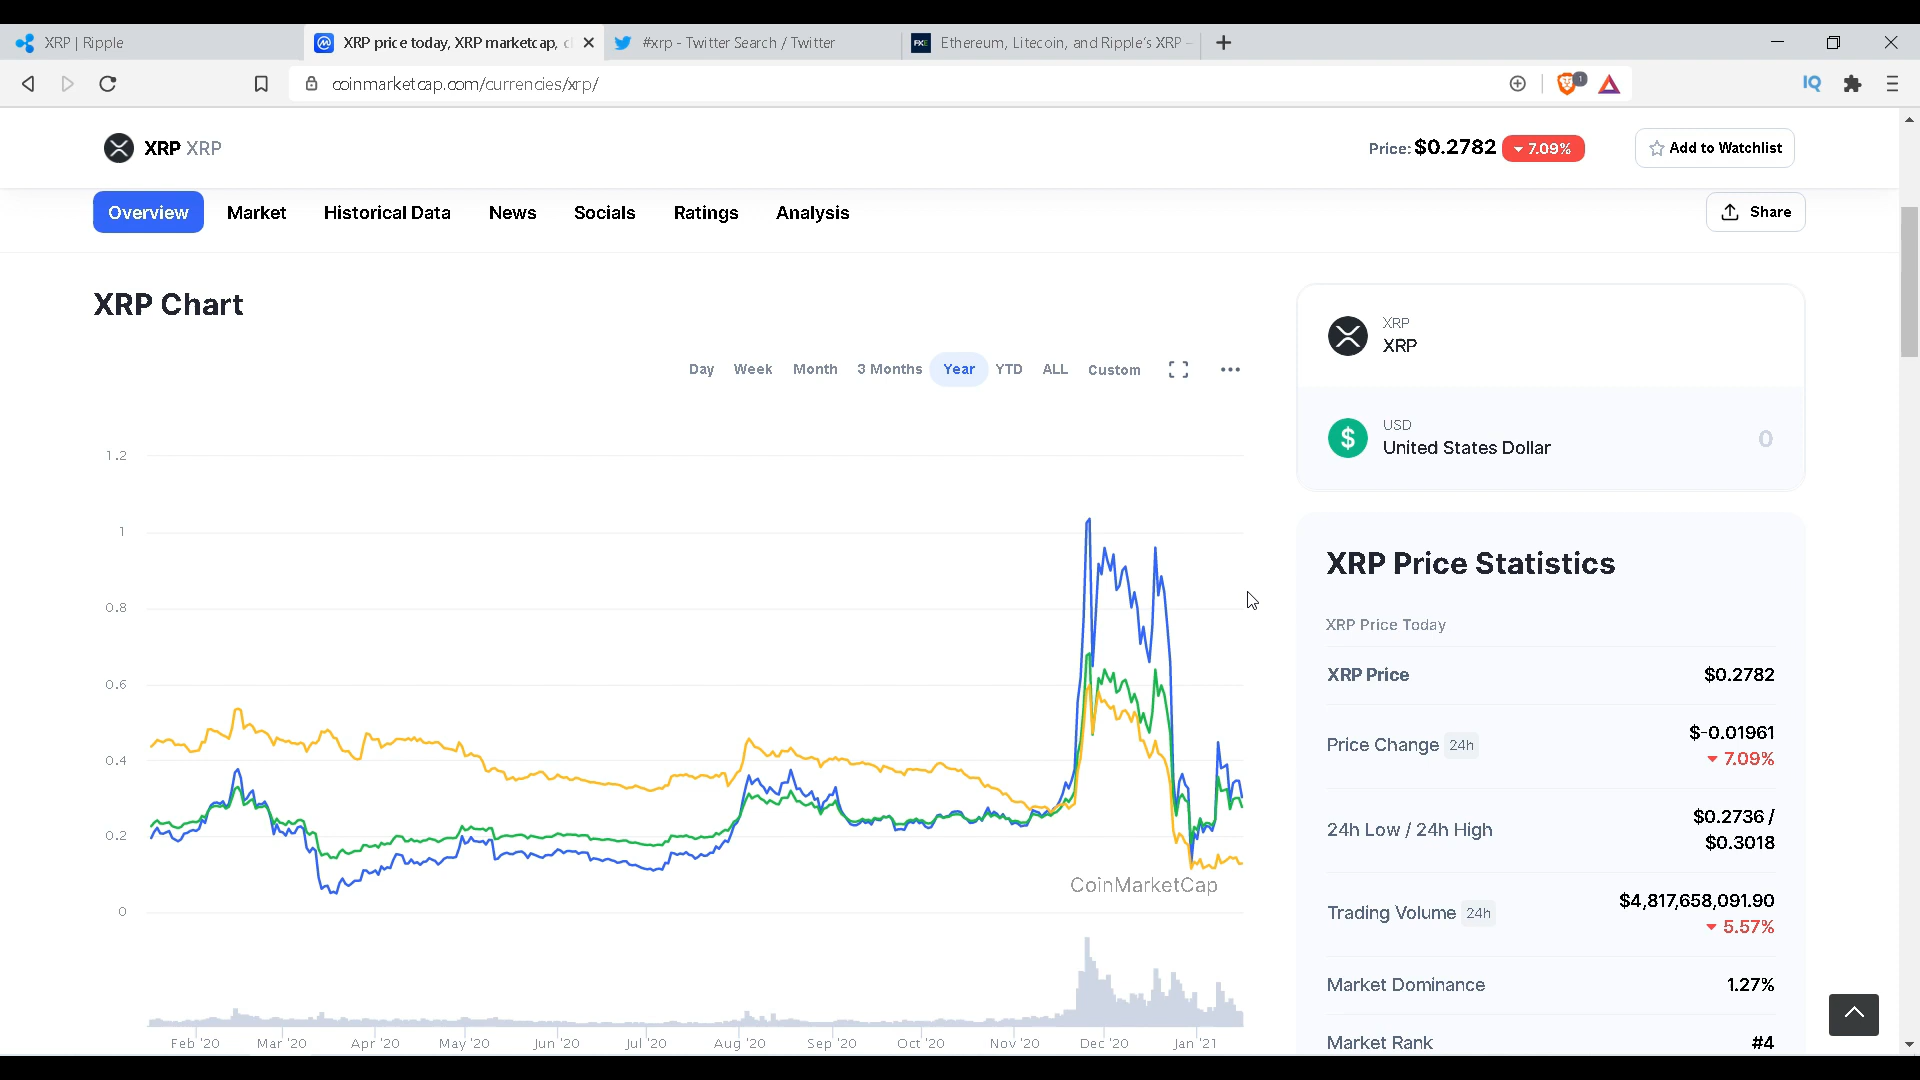 XRP | Ripple
XRP price today, XRP marketcap, c
#xrp - Twitter Search / Twitter
Ethereum, Litecoin, and Ripple's XRP -
coinmarketcap.com/currencies/xrp/
1
IQ
XRP XRP
Price: $0.2782
7.09%
Add to Watchlist
Overview
Market
Historical Data
News
Socials
Ratings
Analysis
Share
XRP Chart
Day
Week
Month
3 Months
Year
YTD
ALL
Custom
1.2
1
0.8
0.6
0.4
0.2
0
CoinMarketCap
Feb '20
Mar '20
Apr '20
May '20
Jun '20
Jul '20
Aug '20
Sep '20
Oct '20
Nov '20
Dec '20
Jan '21
XRP
XRP
USD
United States Dollar
0
XRP Price Statistics
XRP Price Today
XRP Price
$0.2782
Price Change 24h
$-0.01961
7.09%
24h Low / 24h High
$0.2736 /
$0.3018
Trading Volume 24h
$4,817,658,091.90
5.57%
Market Dominance
1.27%
Market Rank
#4